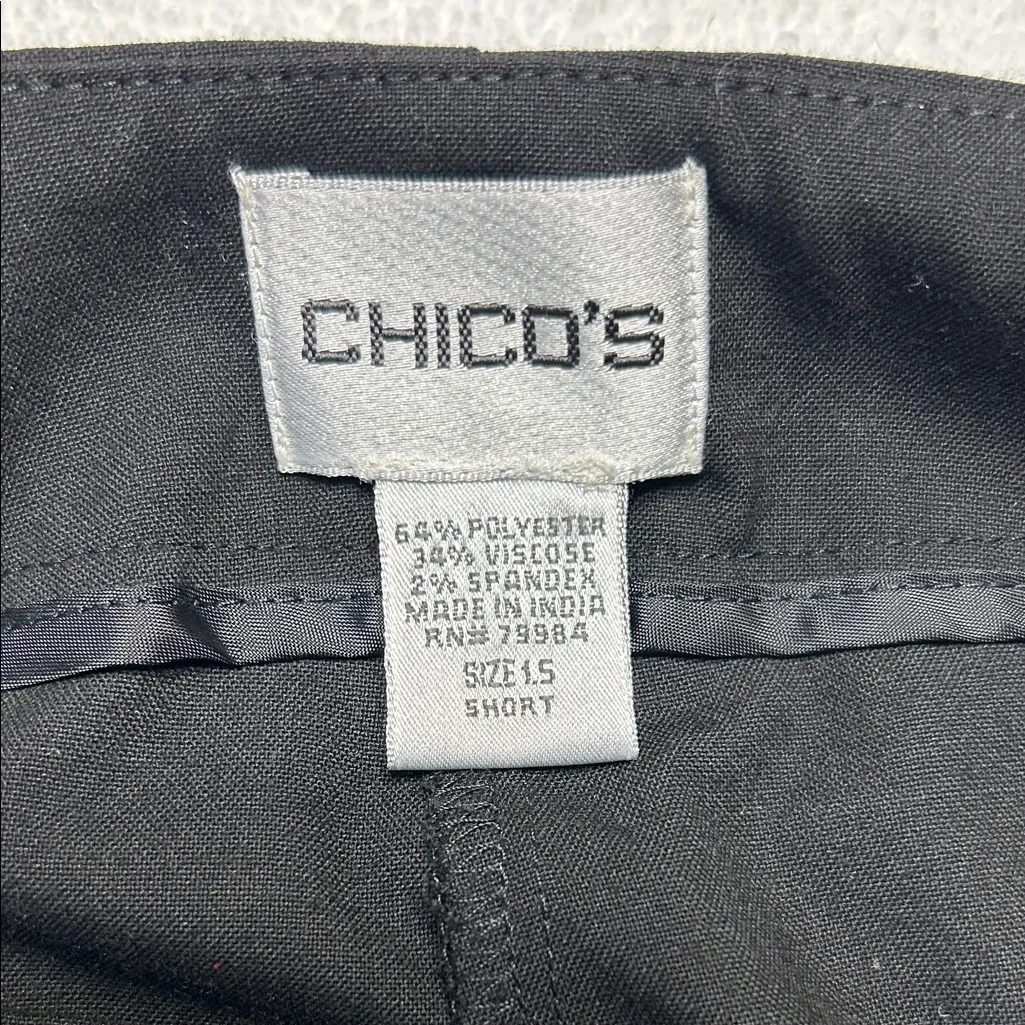 CHICO'S
64% POLYESTER
34% VISCOSE
2% SPANDEX
MADE IN INDIA
RN# 79984
SIZE 1.5
SHORT